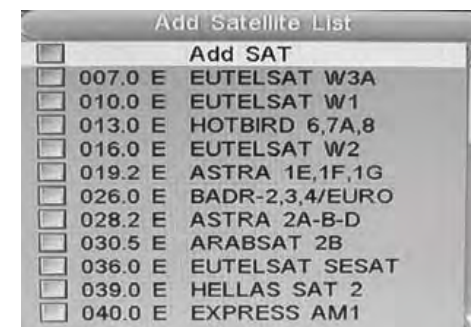 Add Satellite List
Add SAT
007.0 E EUTELSAT W3A
010.0 E EUTELSAT W1
013.0 E HOTBIRD 6,7A,8
016.0 E EUTELSAT W2
019.2 E ASTRA 1E,1F,1G
026.0 E BADR-2,3,4/EURO
028.2 E ASTRA 2A-B-D
030.5 E ARABSAT 2B
036.0 E EUTELSAT SESAT
039.0 E HELLAS SAT 2
040.0 E EXPRESS AM1